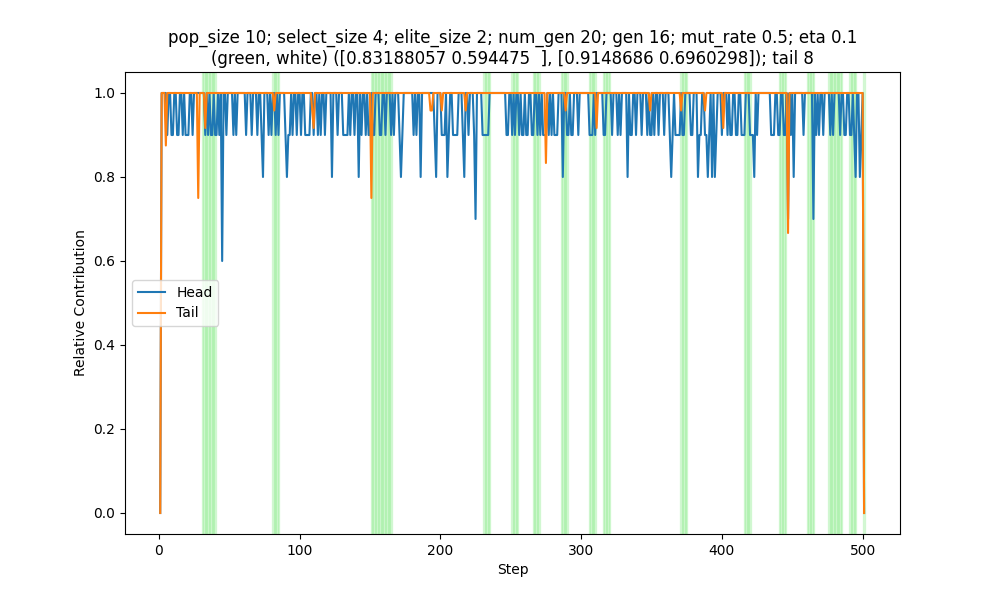 pop_size 10; select_size 4; elite_size 2; num_gen 20; gen 16; mut_rate 0.5; eta 0.1
(green, white) ([0.83188057 0.594475  ], [0.9148686 0.6960298]); tail 8
1.0
0.8
0.6
0.4
0.2
0.0
Relative Contribution
Head
Tail
0
100
200
300
400
500
Step